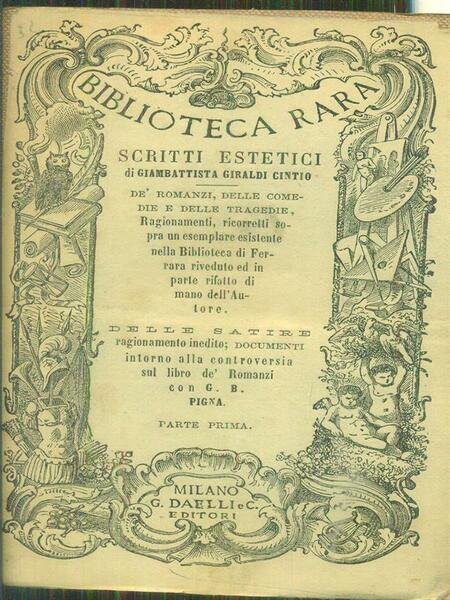 32
BIBLIOTECA RARA
SCRITTI ESTETICI
di GIAMBATTISTA GIRALDI CINTIO
DE' ROMANZI, DELLE COME-
DIE E DELLE TRAGEDIE,
Ragionamenti, ricorretti so-
pra un esemplare esistente
nella Biblioteca di Fer-
rara riveduto ed in
parte rifatto di
mano dell'Au-
tore.
DELLE SATIRE
ragionamento inedito; DOCUMENTI
intorno alla controversia
sul libro de' Romanzi
con G. B.
PIGNA.
PARTE PRIMA.
MILANO
G. DAELLI e C.
EDITORI